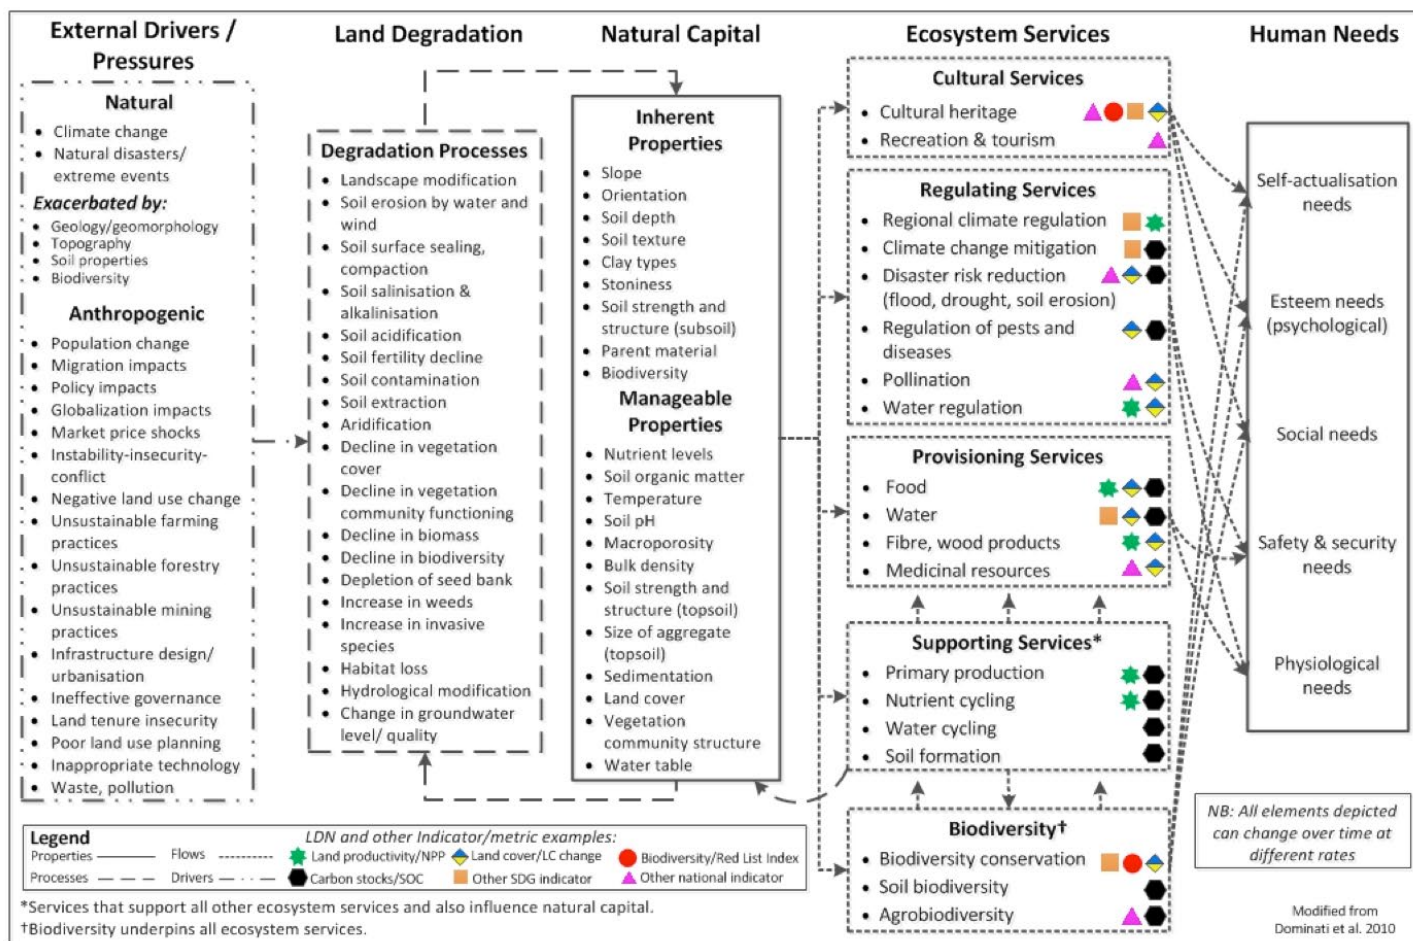 External Drivers /
Pressures
Natural
• Climate change
• Natural disasters/
extreme events
Exacerbated by:
• Geology/geomorphology
• Topography
• Soil properties
• Biodiversity
Anthropogenic
• Population change
• Migration impacts
• Policy impacts
• Globalization impacts
• Market price shocks
• Instability-insecurity-
conflict
• Negative land use change
• Unsustainable farming
practices
• Unsustainable forestry
practices
• Unsustainable mining
practices
• Infrastructure design/
urbanisation
• Ineffective governance
• Land tenure insecurity
• Poor land use planning
• Inappropriate technology
• Waste, pollution
Land Degradation
Degradation Processes
• Landscape modification
• Soil erosion by water and
wind
• Soil surface sealing,
compaction
• Soil salinisation &
alkalinisation
• Soil acidification
• Soil fertility decline
• Soil contamination
• Soil extraction
• Aridification
• Decline in vegetation
cover
• Decline in vegetation
community functioning
• Decline in biomass
• Decline in biodiversity
• Depletion of seed bank
• Increase in weeds
• Increase in invasive
species
• Habitat loss
• Hydrological modification
• Change in groundwater
level/ quality
Natural Capital
Inherent
Properties
• Slope
• Orientation
• Soil depth
• Soil texture
• Clay types
• Stoniness
• Soil strength and
structure (subsoil)
• Parent material
• Biodiversity
Manageable
Properties
• Nutrient levels
• Soil organic matter
• Temperature
• Soil pH
• Macroporosity
• Bulk density
• Soil strength and
structure (topsoil)
• Size of aggregate
(topsoil)
• Sedimentation
• Land cover
• Vegetation
community structure
• Water table
Ecosystem Services
Cultural Services
• Cultural heritage
• Recreation & tourism
Regulating Services
• Regional climate regulation
• Climate change mitigation
• Disaster risk reduction
(flood, drought, soil erosion)
• Regulation of pests and
diseases
• Pollination
• Water regulation
Provisioning Services
• Food
• Water
• Fibre, wood products
• Medicinal resources
Supporting Services*
• Primary production
• Nutrient cycling
• Water cycling
• Soil formation
Biodiversity†
• Biodiversity conservation
• Soil biodiversity
• Agrobiodiversity
Human Needs
Self-actualisation
needs
Esteem needs
(psychological)
Social needs
Safety & security
needs
Physiological
needs
NB: All elements depicted
can change over time at
different rates
Legend
LDN and other Indicator/metric examples:
Properties Flows Land productivity/NPP Land cover/LC change Biodiversity/Red List Index
Processes Drivers Carbon stocks/SOC Other SDG indicator Other national indicator
*Services that support all other ecosystem services and also influence natural capital.
†Biodiversity underpins all ecosystem services.
Modified from
Dominati et al. 2010